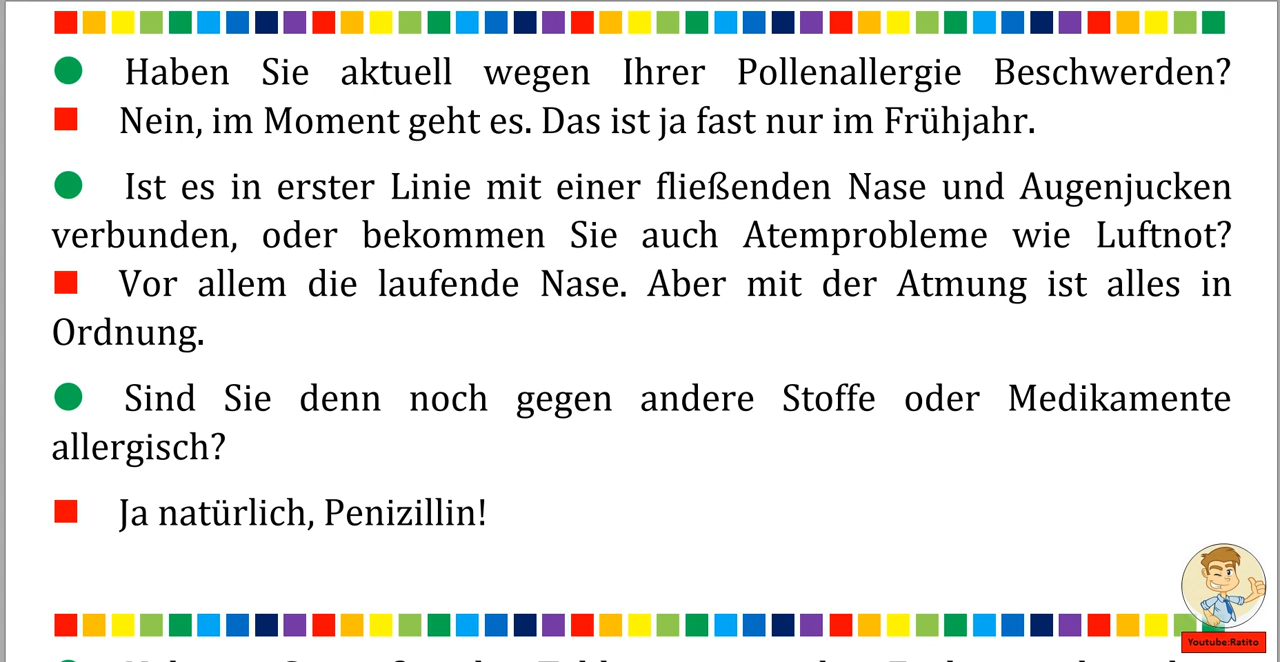 Haben Sie aktuell wegen Ihrer Pollenallergie Beschwerden?
Nein, im Moment geht es. Das ist ja fast nur im Frühjahr.
Ist es in erster Linie mit einer fließenden Nase und Augenjucken
verbunden, oder bekommen Sie auch Atemprobleme wie Luftnot?
Vor allem die laufende Nase. Aber mit der Atmung ist alles in
Ordnung.
Sind Sie denn noch gegen andere Stoffe oder Medikamente
allergisch?
Ja natürlich, Penizillin!
Youtube:Ratito